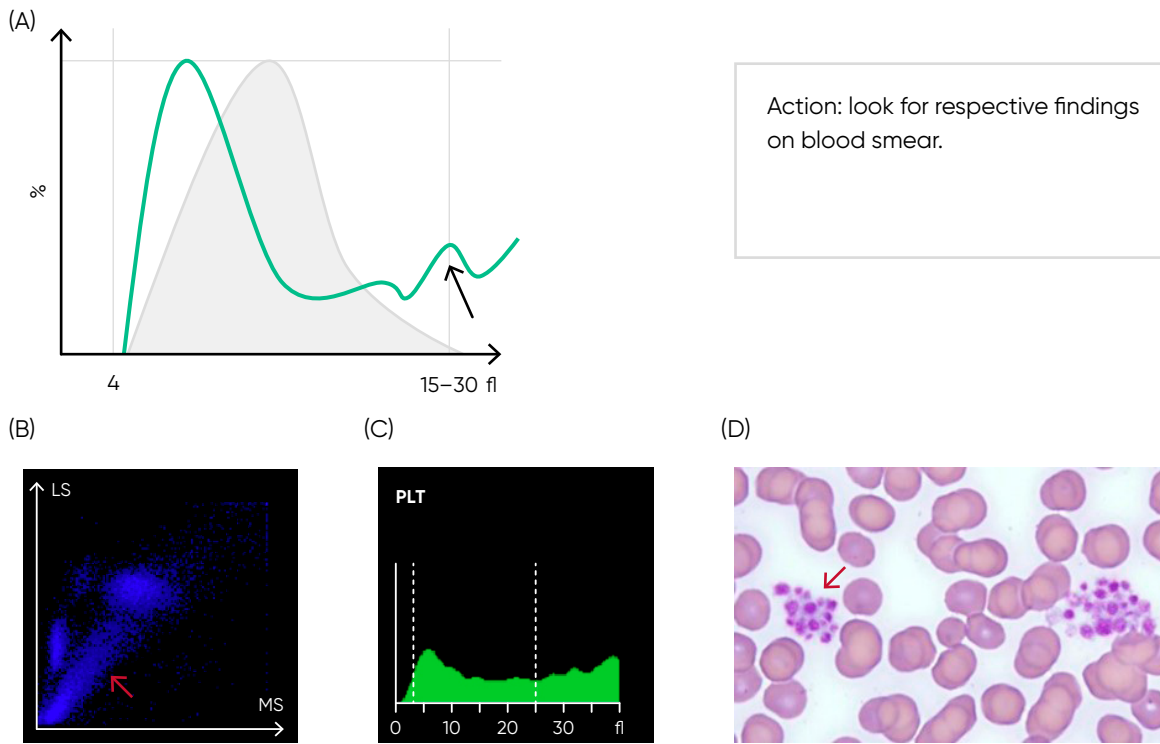 (A)
%
4
15–30 fl
Action: look for respective findings
on blood smear.
(B)
LS
MS
(C)
PLT
0 10 20 30 fl
(D)